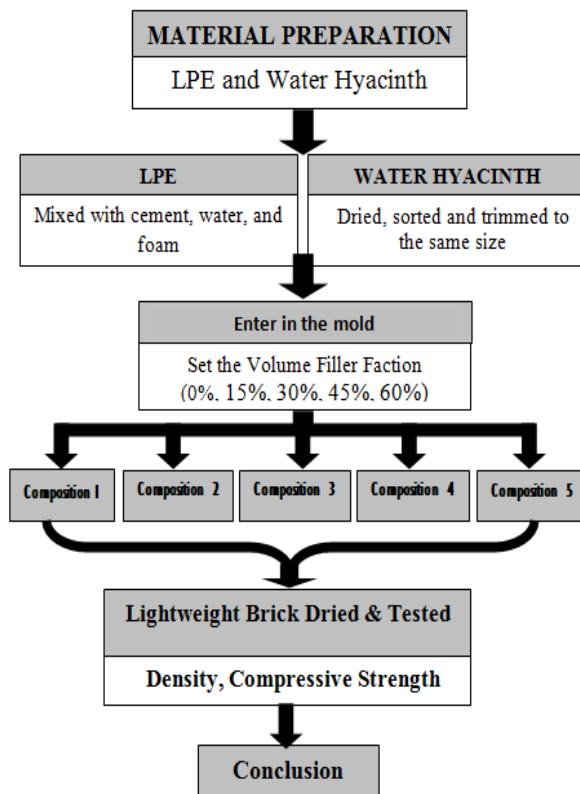 MATERIAL PREPARATION
LPE and Water Hyacinth
LPE
Mixed with cement, water, and
foam
WATER HYACINTH
Dried, sorted and trimmed to
the same size
Enter in the mold
Set the Volume Filler Faction
(0%, 15%, 30%, 45%, 60%)
Composition 1
Composition 2
Composition 3
Composition 4
Composition 5
Lightweight Brick Dried & Tested
Density, Compressive Strength
Conclusion